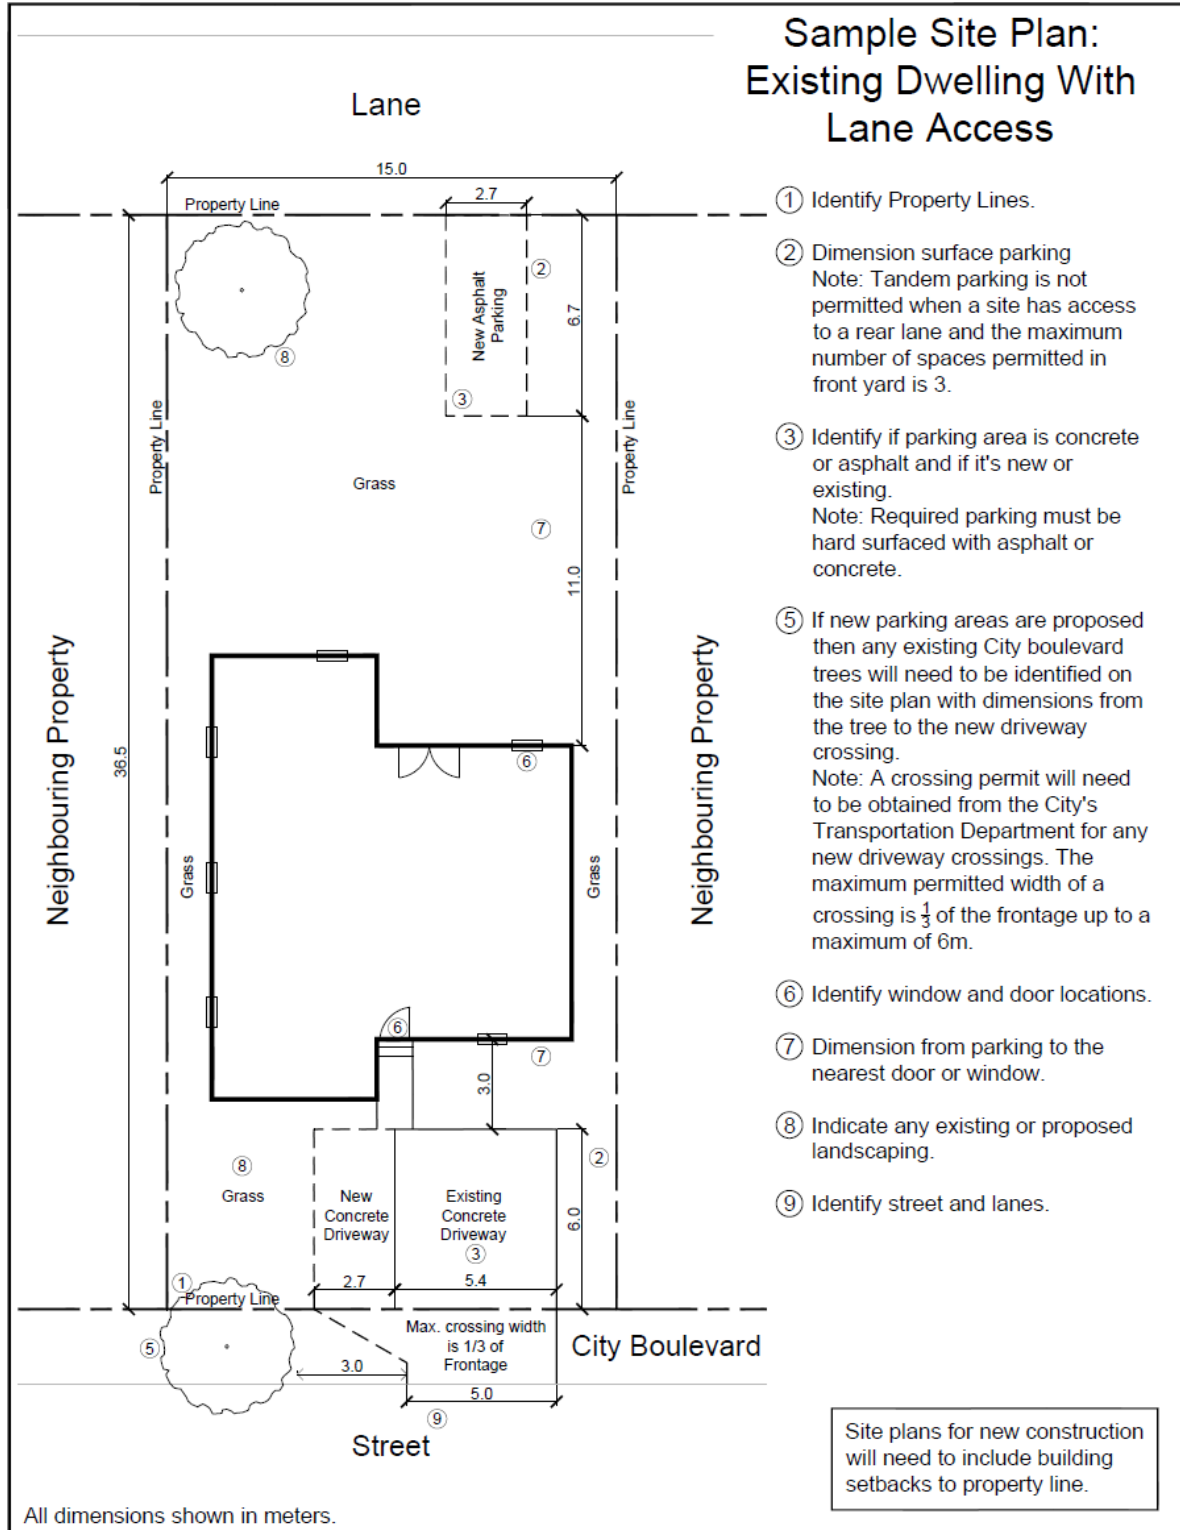 Sample Site Plan:
Existing Dwelling With
Lane Access
Lane
15.0
Property Line
2.7
2
New Asphalt
Parking
6.7
3
8
Property Line
Property Line
Grass
7
11.0
Neighbouring Property
36.5
Neighbouring Property
6
Grass
Grass
6
7
3.0
8
Grass
2
New
Concrete
Driveway
Existing
Concrete
Driveway
3
6.0
2.7
5.4
1
Property Line
5
Max. crossing width
is 1/3 of
Frontage
City Boulevard
3.0
5.0
9
Street
All dimensions shown in meters.
1 Identify Property Lines.
2 Dimension surface parking
Note: Tandem parking is not
permitted when a site has access
to a rear lane and the maximum
number of spaces permitted in
front yard is 3.
3 Identify if parking area is concrete
or asphalt and if it's new or
existing.
Note: Required parking must be
hard surfaced with asphalt or
concrete.
5 If new parking areas are proposed
then any existing City boulevard
trees will need to be identified on
the site plan with dimensions from
the tree to the new driveway
crossing.
Note: A crossing permit will need
to be obtained from the City's
Transportation Department for any
new driveway crossings. The
maximum permitted width of a
crossing is 1/3 of the frontage up to a
maximum of 6m.
6 Identify window and door locations.
7 Dimension from parking to the
nearest door or window.
8 Indicate any existing or proposed
landscaping.
9 Identify street and lanes.
Site plans for new construction
will need to include building
setbacks to property line.